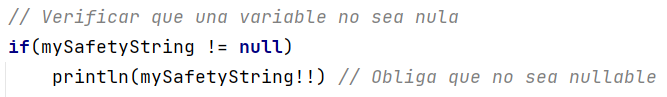 // Verificar que una variable no sea nula
if(mySafetyString != null)
    println(mySafetyString!!) // Obliga que no sea nullable